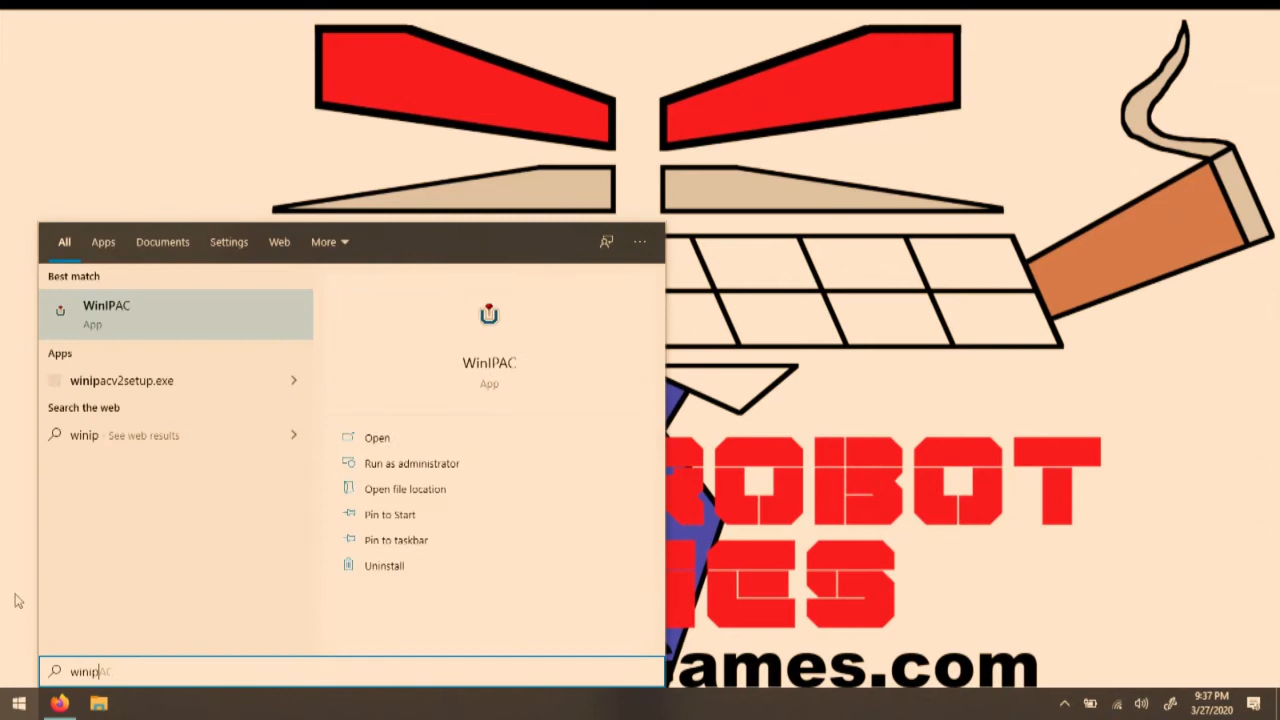 All Apps Documents Settings Web More
Best match
WinIPAC
App
Apps
winipacv2setup.exe
Search the web
winip - See web results
WinIPAC
App
Open
Run as administrator
Open file location
Pin to Start
Pin to taskbar
Uninstall
ROBOT
ames.com
winipAC
9:37 PM
3/27/2020